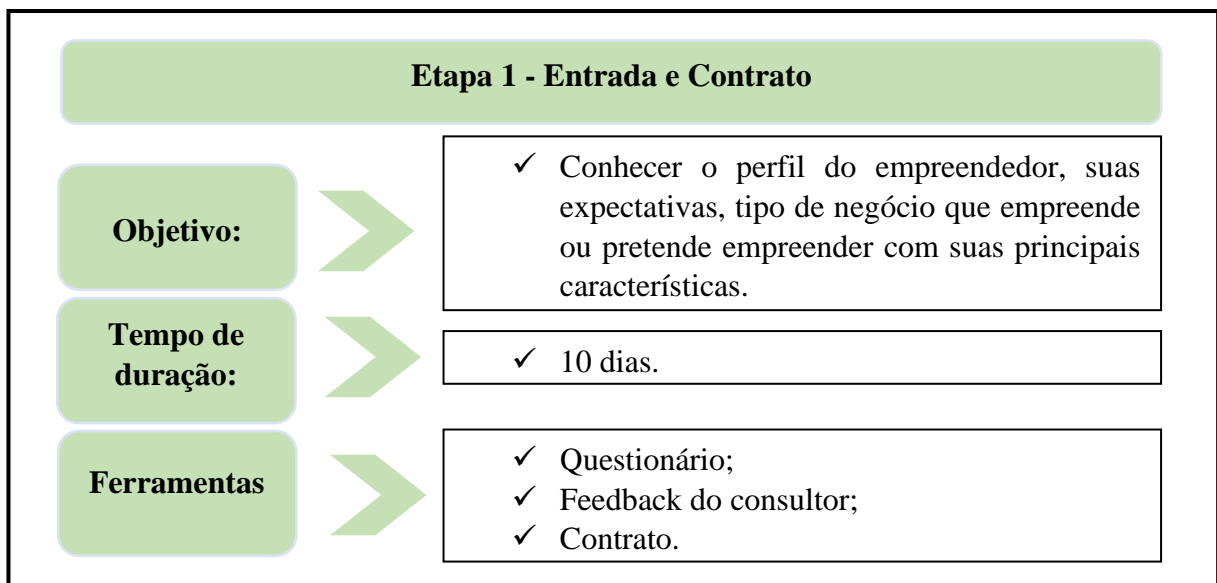 Etapa 1 - Entrada e Contrato
Objetivo:
✓ Conhecer o perfil do empreendedor, suas
expectativas, tipo de negócio que empreende
ou pretende empreender com suas principais
características.
Tempo de
duração:
✓ 10 dias.
Ferramentas
✓ Questionário;
✓ Feedback do consultor;
✓ Contrato.